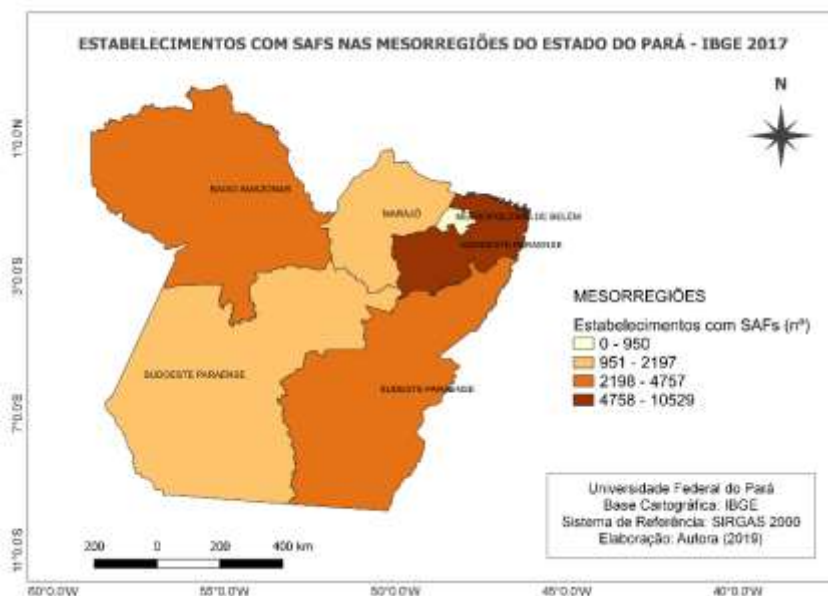 ESTABELECIMENTOS COM SAFS NAS MESORREGIÕES DO ESTADO DO PARÁ - IBGE 2017
N
1°0.0'N
3°0.0'S
7°0.0'S
11°0.0'S
BAIXO AMAZONAS
MARAJÓ
METROPOLITANA DE BELÉM
PARAENSE
SUDOESTE PARAENSE
SUDESTE PARAENSE
MESORREGIÕES
Estabelecimentos com SAFs (nº)
0 - 950
951 - 2197
2198 - 4757
4758 - 10529
Universidade Federal do Pará
Base Cartográfica: IBGE
Sistema de Referência: SIRGAS 2000
Elaboração: Autora (2019)
200 0 200 400 km
60°0.0'W 55°0.0'W 50°0.0'W 45°0.0'W 40°0.0'W